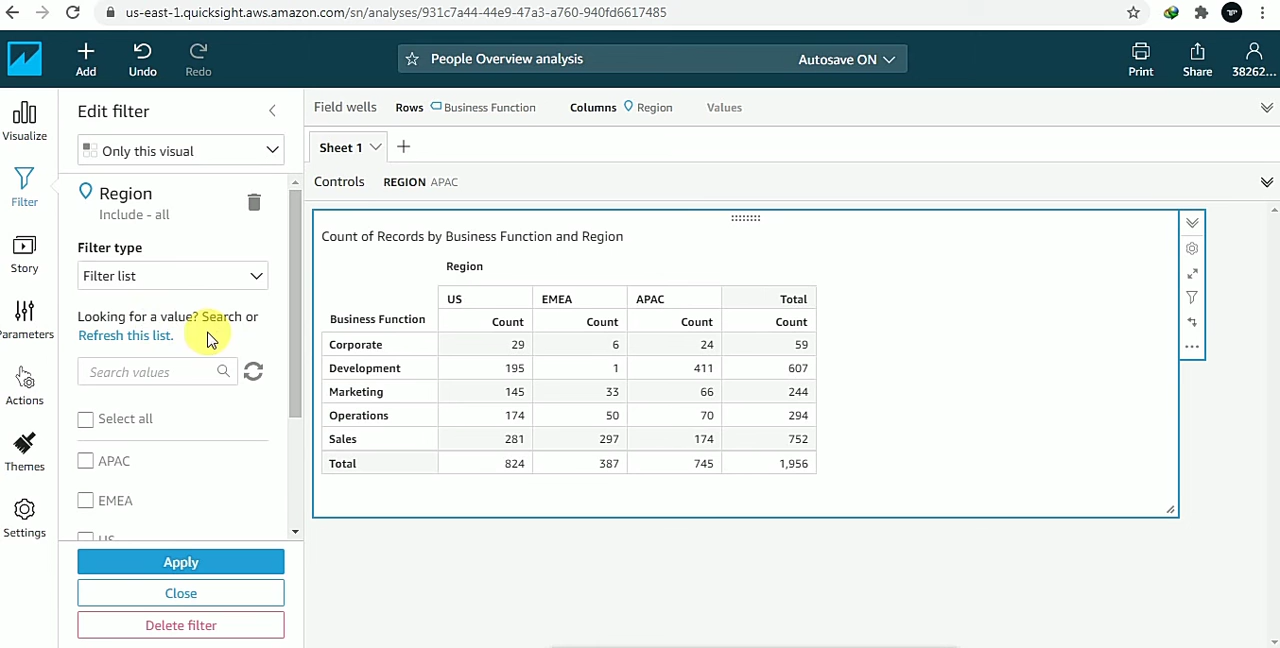 us-east-1.quicksight.aws.amazon.com/sn/analyses/931c7a44-44e9-47a3-a760-940fd6617485
Add
Undo
Redo
People Overview analysis
Autosave ON
Print
Share
38262...
Visualize
Filter
Story
Parameters
Actions
Themes
Settings
Edit filter
Only this visual
Region
Include - all
Filter type
Filter list
Looking for a value? Search or
Refresh this list.
Search values
Select all
APAC
EMEA
US
Apply
Close
Delete filter
Field wells Rows Business Function Columns Region Values
Sheet 1
Controls REGION APAC
Count of Records by Business Function and Region
Region
US EMEA APAC Total
Business Function Count Count Count Count
Corporate 29 6 24 59
Development 195 1 411 607
Marketing 145 33 66 244
Operations 174 50 70 294
Sales 281 297 174 752
Total 824 387 745 1,956